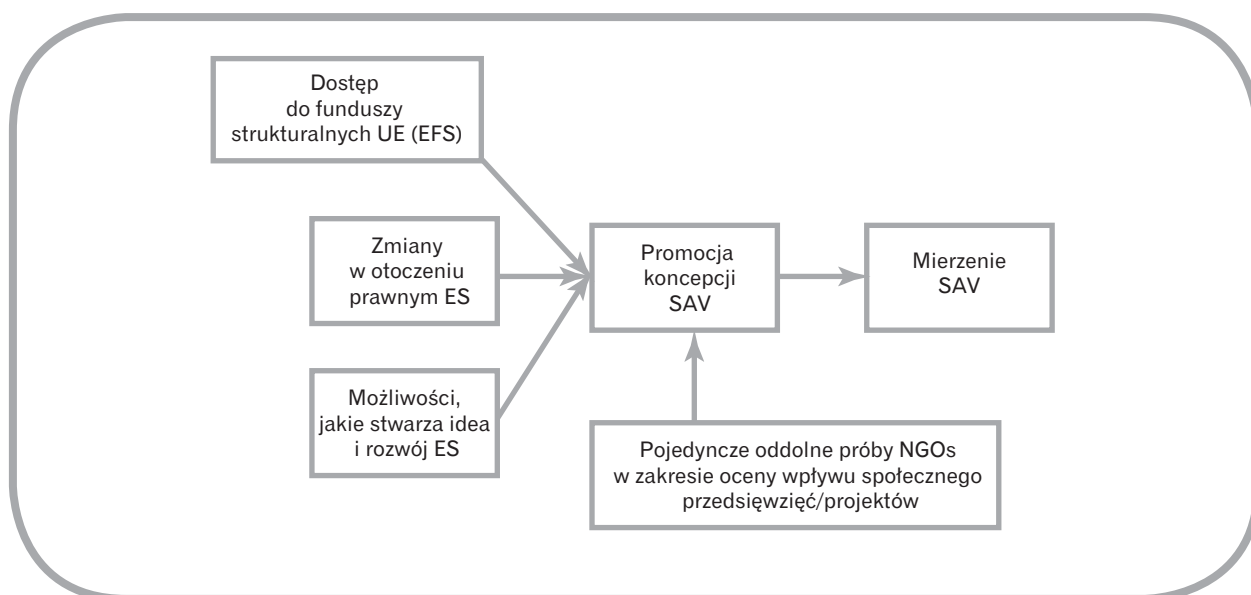 Dostęp
do funduszy
strukturalnych UE (EFS)
Zmiany
w otoczeniu
prawnym ES
Możliwości,
jakie stwarza idea
i rozwój ES
Promocja
koncepcji
SAV
Mierzenie
SAV
Pojedyncze oddolne próby NGOs
w zakresie oceny wpływu społecznego
przedsięwzięć/projektów